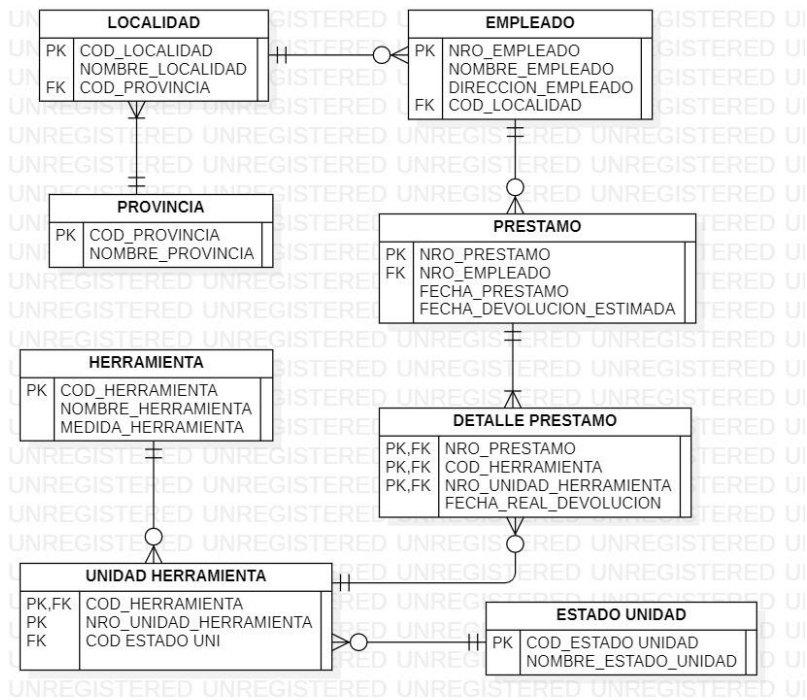 LOCALIDAD
PK COD_LOCALIDAD
NOMBRE_LOCALIDAD
FK COD_PROVINCIA
EMPLEADO
PK NRO_EMPLEADO
NOMBRE_EMPLEADO
DIRECCION_EMPLEADO
FK COD_LOCALIDAD
PROVINCIA
PK COD_PROVINCIA
NOMBRE_PROVINCIA
PRESTAMO
PK NRO_PRESTAMO
FK NRO_EMPLEADO
FECHA_PRESTAMO
FECHA_DEVOLUCION_ESTIMADA
HERRAMIENTA
PK COD_HERRAMIENTA
NOMBRE_HERRAMIENTA
MEDIDA_HERRAMIENTA
DETALLE PRESTAMO
PK,FK NRO_PRESTAMO
PK,FK COD_HERRAMIENTA
PK,FK NRO_UNIDAD_HERRAMIENTA
FECHA_REAL_DEVOLUCION
UNIDAD HERRAMIENTA
PK,FK COD_HERRAMIENTA
PK NRO_UNIDAD_HERRAMIENTA
FK COD ESTADO UNI
ESTADO UNIDAD
PK COD_ESTADO UNIDAD
NOMBRE_ESTADO_UNIDAD
UNREGISTERED